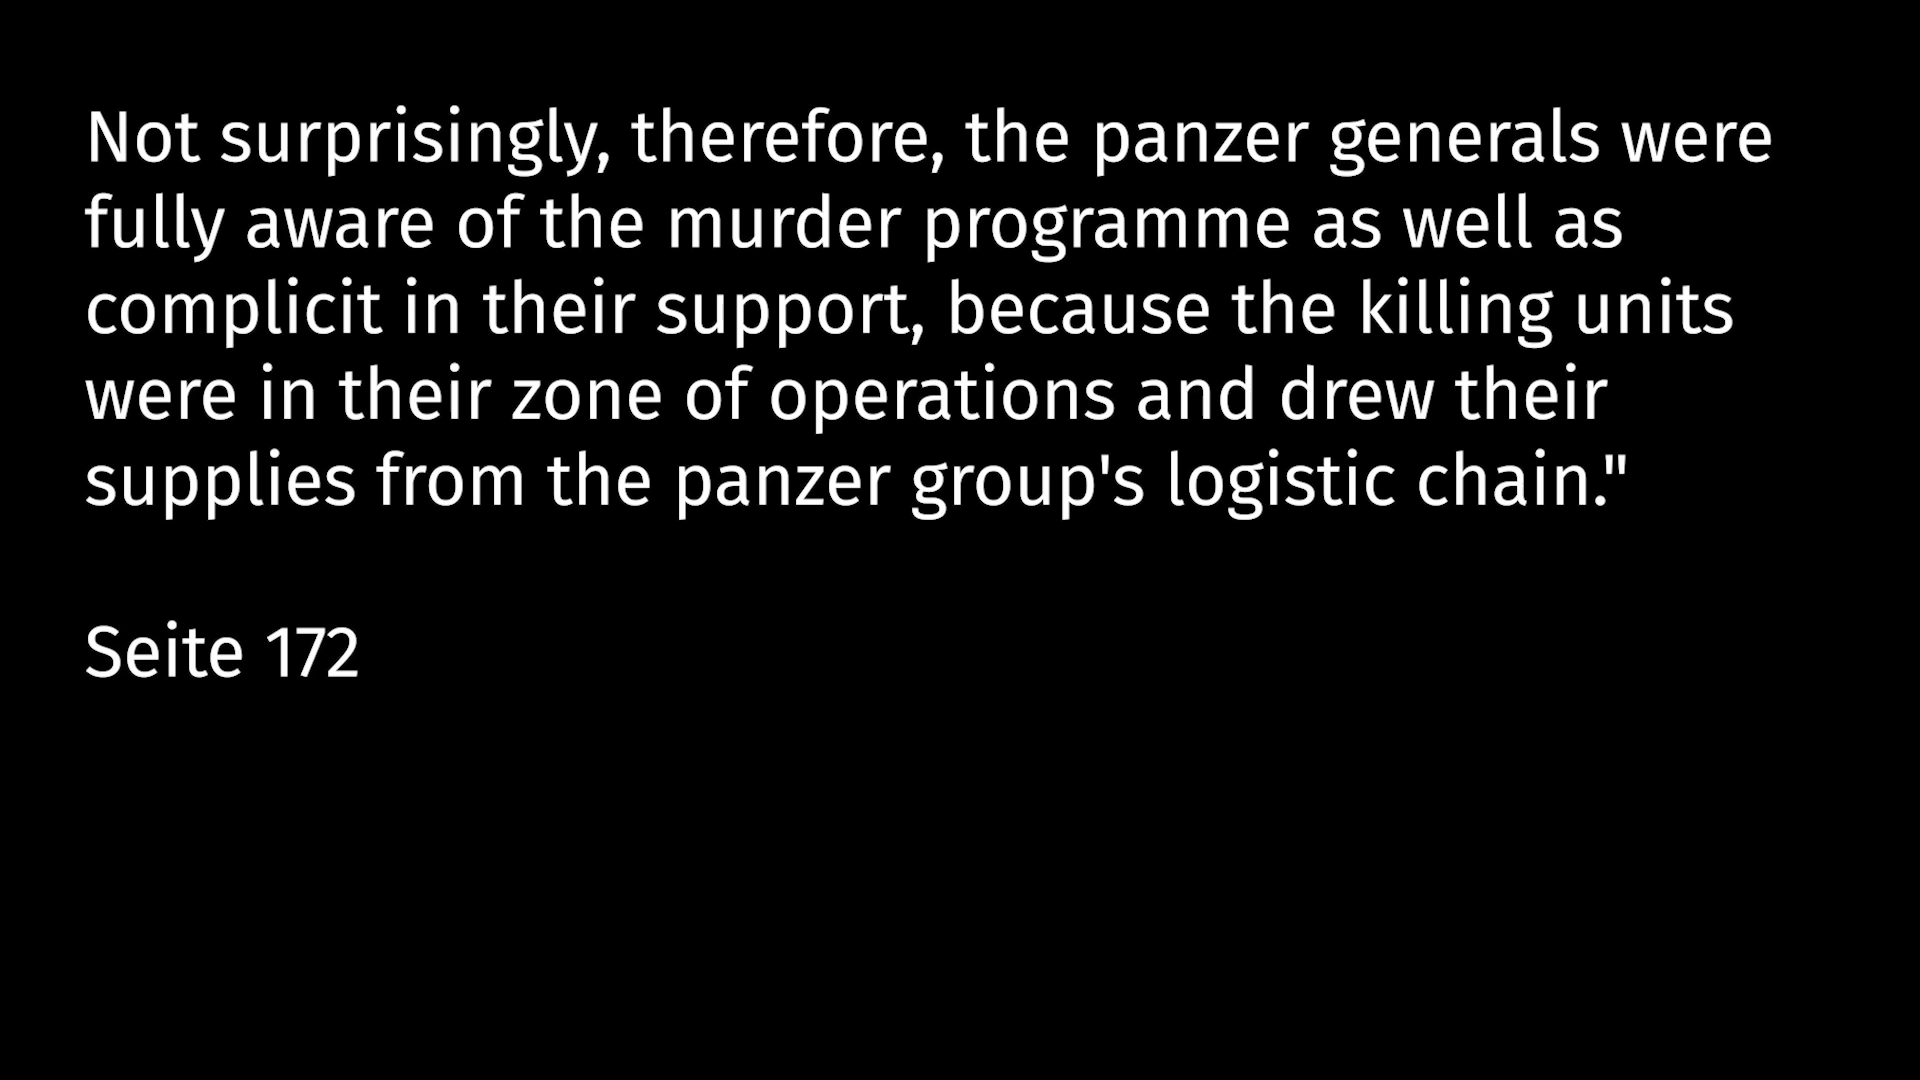 Not surprisingly, therefore, the panzer generals were
fully aware of the murder programme as well as
complicit in their support, because the killing units
were in their zone of operations and drew their
supplies from the panzer group's logistic chain."
Seite 172